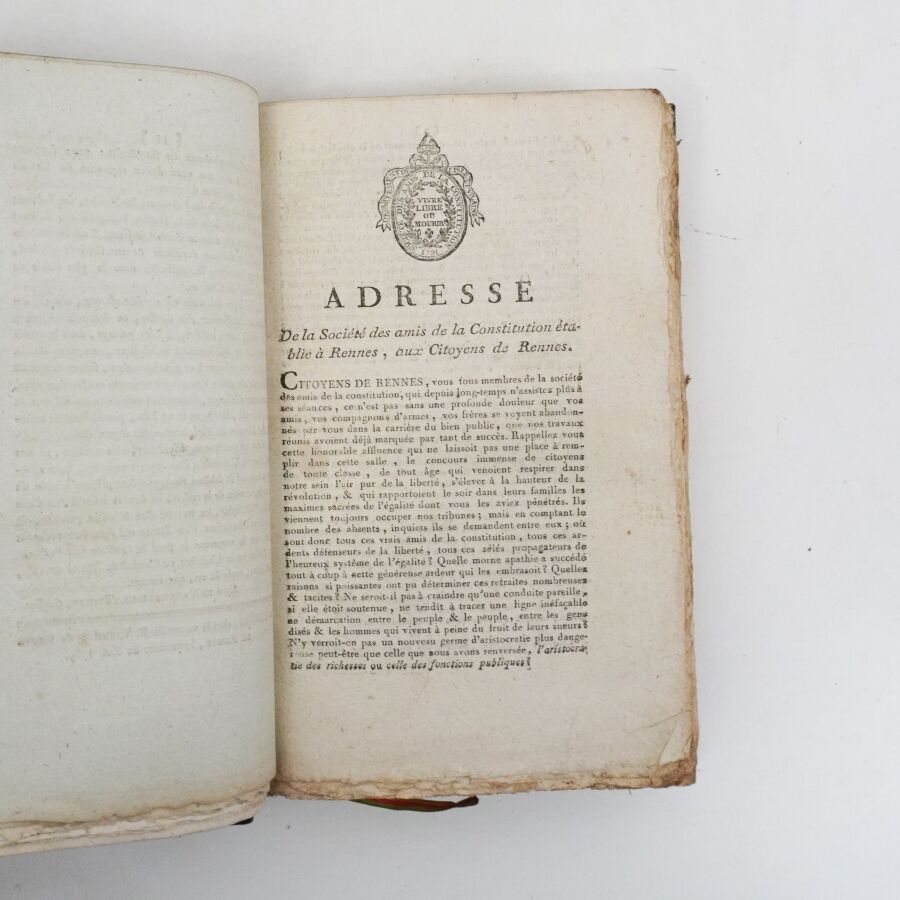 SOCIÉTÉ DES AMIS DE LA CONSTITUTION
VIVRE
LIBRE
OU
MOURIR
1791
ADRESSE
De la Société des amis de la Constitution éta-
blie à Rennes, aux Citoyens de Rennes.
CITOYENS DE RENNES, vous tous membres de la société
des amis de la constitution, qui depuis long-temps n'assistez plus à
ses séances, ce n'est pas sans une profonde douleur que vos
amis, vos compagnons d'armes, vos frères se voyent abandon-
nés par vous dans la carrière du bien public, que nos travaux
réunis avoient déjà marquée par tant de succès. Rappellez vous
cette honorable affluence qui ne laissoit pas une place à rem-
plir dans cette salle, le concours immense de citoyens
de toute classe, de tout âge qui venoient respirer dans
notre sein l'air pur de la liberté, s'élever à la hauteur de la
révolution, & qui rapportoient le soir dans leurs familles les
maximes sacrées de l'égalité dont vous les aviez pénétrés. Ils
viennent toujours occuper nos tribunes; mais en comptant le
nombre des absents, inquiets ils se demandent entre eux; où
sont donc tous ces vrais amis de la constitution, tous ces ar-
dents défenseurs de la liberté, tous ces zélés propagateurs de
l'heureux système de l'égalité? Quelle morne apathie a succédé
tout à coup à cette généreuse ardeur qui les embrasoit? Quelles
raisons si puissantes ont pu déterminer ces retraites nombreuses
& tacites? Ne seroit-il pas à craindre qu'une conduite pareille,
si elle étoit soutenue, ne tendît à tracer une ligne inéfaçable
de démarcation entre le peuple & le peuple, entre les gens
aisés & les hommes qui vivent à peine du fruit de leurs sueurs?
N'y verroit-on pas un nouveau germe d'aristocratie plus dange-
reuse peut-être que celle que nous avons renversée, l'aristocra-
tie des richesses ou celle des fonctions publiques?